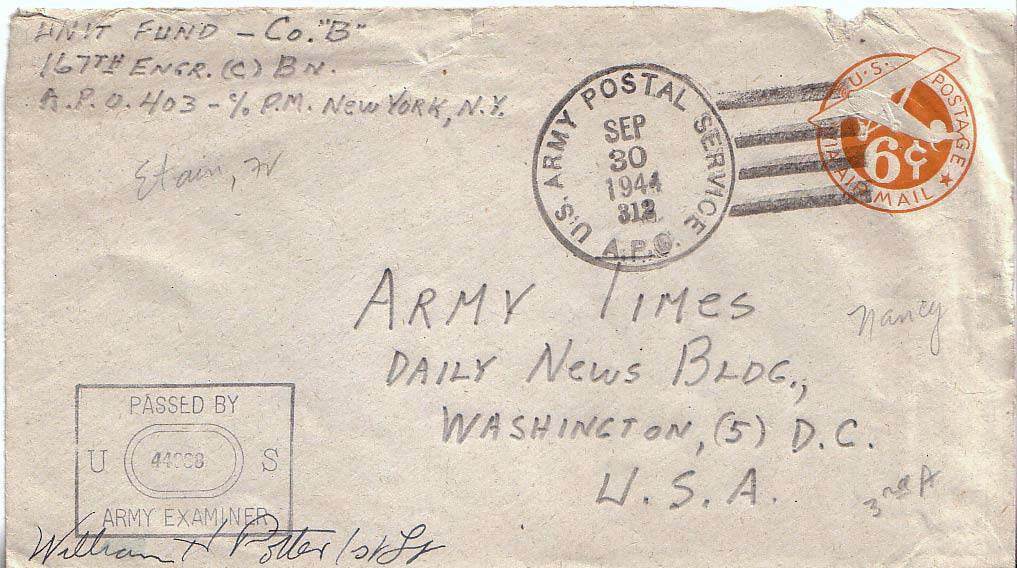 UNIT FUND - Co. "B"
167TH ENGR. (C) BN.
A.P.O. 403 - % P.M. NEW YORK, N.Y.
Etain, Fr
U.S. ARMY POSTAL SERVICE
SEP
30
1944
312
A.P.O.
U.S. POSTAGE
6¢
VIA AIR MAIL
ARMY TIMES
Nancy
DAILY NEWS BLDG.,
WASHINGTON, (5) D.C.
U.S.A.
3rd A
PASSED BY
U S
ARMY EXAMINER
William H Potter 1st Lt